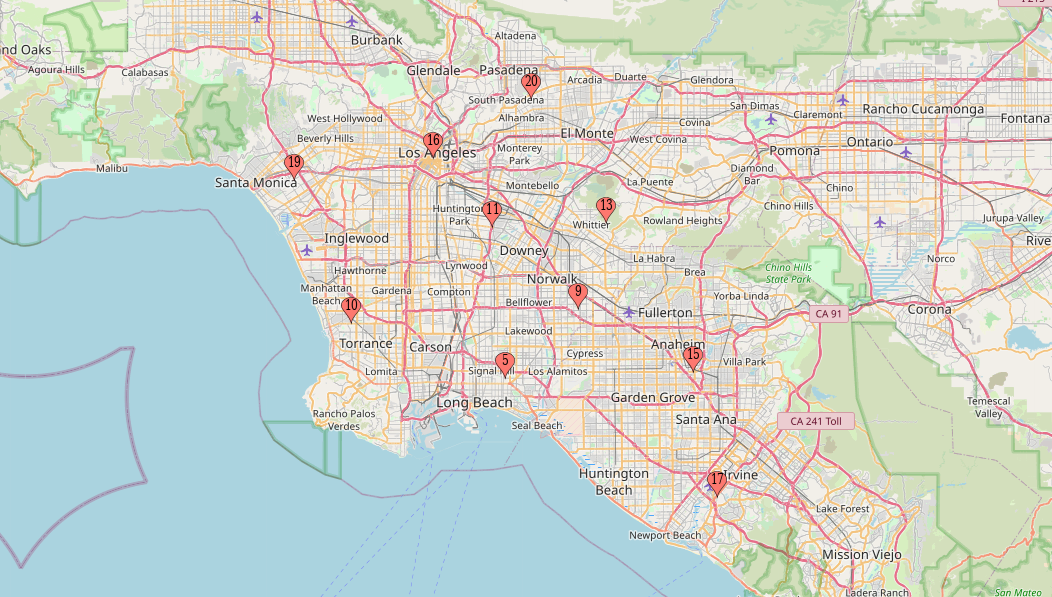 Burbank
Altadena
nd Oaks
Agoura Hills
Calabasas
Glendale
Pasadena
Arcadia
Duarte
Glendora
20
South Pasadena
San Dimas
Claremont
Rancho Cucamonga
Fontana
West Hollywood
Alhambra
Covina
El Monte
West Covina
Beverly Hills
16
Los Angeles
Monterey
Park
Pomona
Ontario
19
Malibu
Santa Monica
Montebello
La Puente
Diamond
Bar
Chino
Huntington
Park
11
13
Whittier
Rowland Heights
Chino Hills
Jurupa Valley
Rive
Inglewood
Downey
La Habra
Norco
Hawthorne
Lynwood
Norwalk
Brea
Chino Hills
State Park
Manhattan
Beach
Gardena
Compton
9
Bellflower
Yorba Linda
10
Fullerton
CA 91
Corona
Torrance
Carson
Lakewood
Anaheim
Cypress
15
Villa Park
Lomita
5
Signal Hill
Los Alamitos
Long Beach
Garden Grove
Temescal
Valley
Rancho Palos
Verdes
Seal Beach
Santa Ana
CA 241 Toll
Huntington
Beach
17
Irvine
Lake Forest
Newport Beach
Mission Viejo
Ladera Ranch
San Mateo